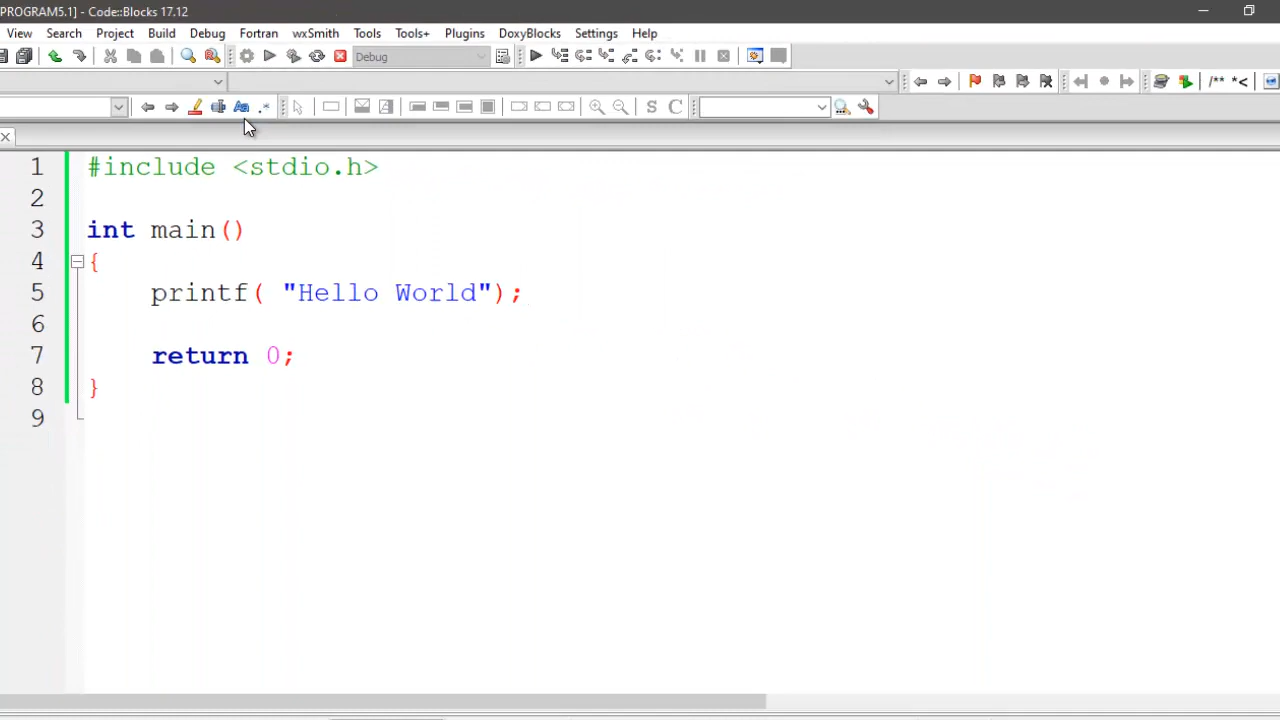 PROGRAM5.1] - Code::Blocks 17.12
View Search Project Build Debug Fortran wxSmith Tools Tools+ Plugins DoxyBlocks Settings Help
Debug
Aa .* S C /** *<
1 #include <stdio.h>
2
3 int main()
4 {
5 printf( "Hello World");
6
7 return 0;
8 }
9